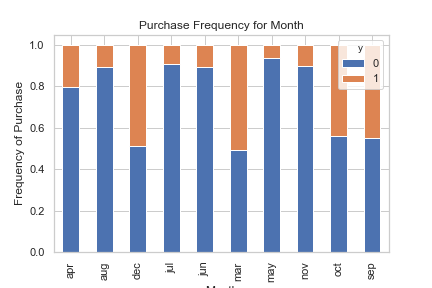 Purchase Frequency for Month
Frequency of Purchase
1.0
0.8
0.6
0.4
0.2
0.0
y
0
1
apr
aug
dec
jul
jun
mar
may
nov
oct
sep